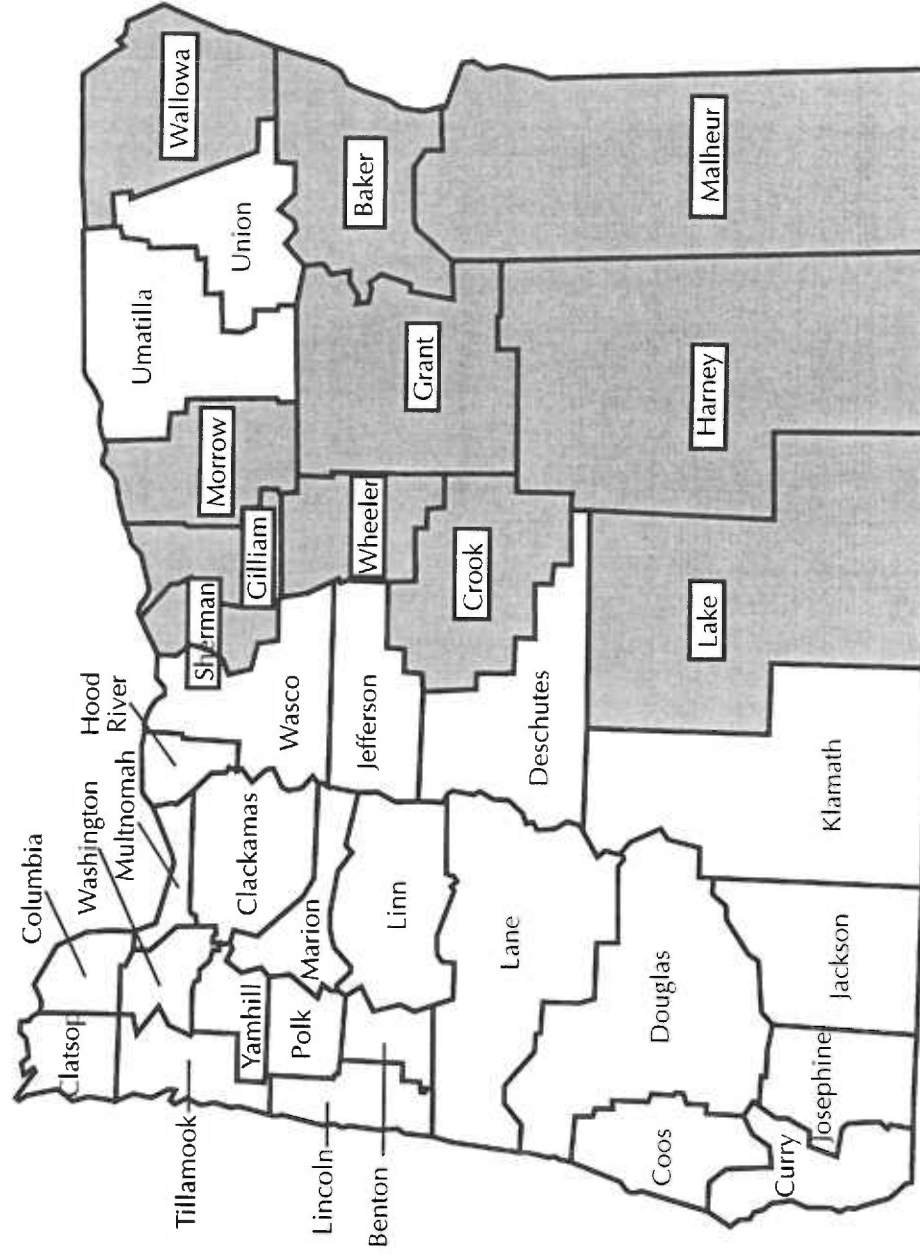 Clatsop
Columbia
Washington
Multnomah
Hood
River
Sherman
Gilliam
Morrow
Umatilla
Wallowa
Union
Tillamook
Yamhill
Clackamas
Wasco
Polk
Marion
Lincoln
Benton
Linn
Jefferson
Wheeler
Grant
Baker
Crook
Lane
Deschutes
Douglas
Coos
Curry
Josephine
Jackson
Klamath
Lake
Harney
Malheur